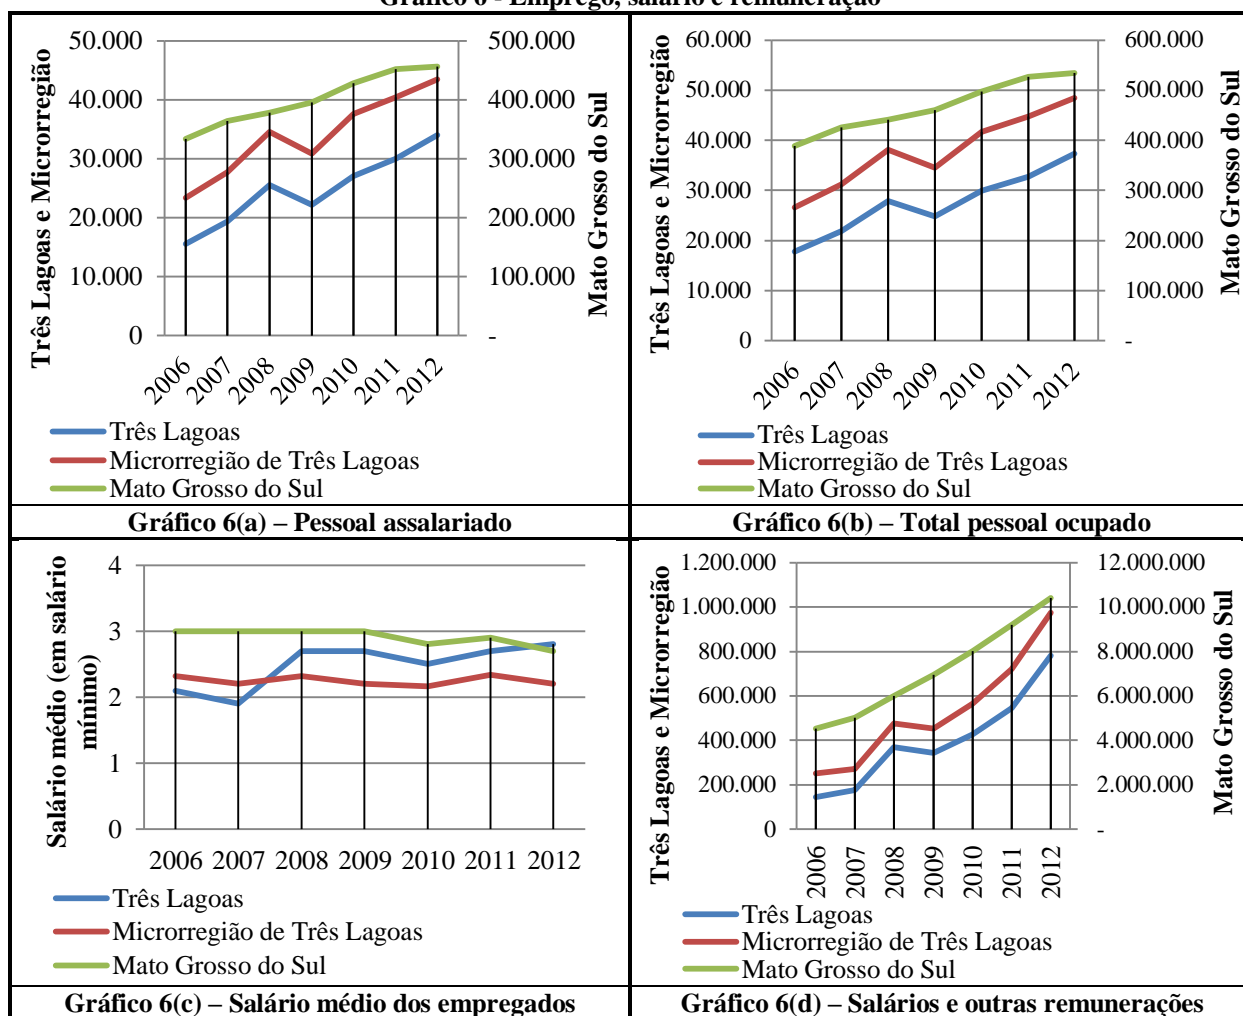 Gráfico 6 - Emprego, salário e remuneração
Três Lagoas e Microrregião
50.000
40.000
30.000
20.000
10.000
0
500.000
400.000
300.000
200.000
100.000
-
Mato Grosso do Sul
2006 2007 2008 2009 2010 2011 2012
Três Lagoas
Microrregião de Três Lagoas
Mato Grosso do Sul
Gráfico 6(a) – Pessoal assalariado
Três Lagoas e Microrregião
60.000
50.000
40.000
30.000
20.000
10.000
0
600.000
500.000
400.000
300.000
200.000
100.000
-
Mato Grosso do Sul
2006 2007 2008 2009 2010 2011 2012
Três Lagoas
Microrregião de Três Lagoas
Mato Grosso do Sul
Gráfico 6(b) – Total pessoal ocupado
Salário médio (em salário
mínimo)
4
3
2
1
0
2006 2007 2008 2009 2010 2011 2012
Três Lagoas
Microrregião de Três Lagoas
Mato Grosso do Sul
Gráfico 6(c) – Salário médio dos empregados
Três Lagoas e Microrregião
1.200.000
1.000.000
800.000
600.000
400.000
200.000
0
12.000.000
10.000.000
8.000.000
6.000.000
4.000.000
2.000.000
-
Mato Grosso do Sul
2006 2007 2008 2009 2010 2011 2012
Três Lagoas
Microrregião de Três Lagoas
Mato Grosso do Sul
Gráfico 6(d) – Salários e outras remunerações